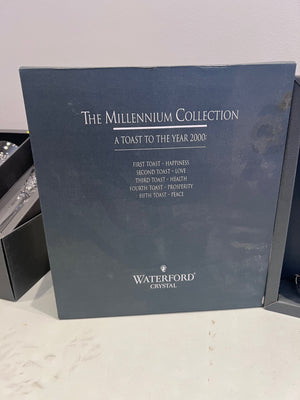 THE MILLENNIUM COLLECTION
A TOAST TO THE YEAR 2000:
FIRST TOAST - HAPPINESS
SECOND TOAST - LOVE
THIRD TOAST - HEALTH
FOURTH TOAST - PROSPERITY
FIFTH TOAST - PEACE
WATERFORD®
CRYSTAL